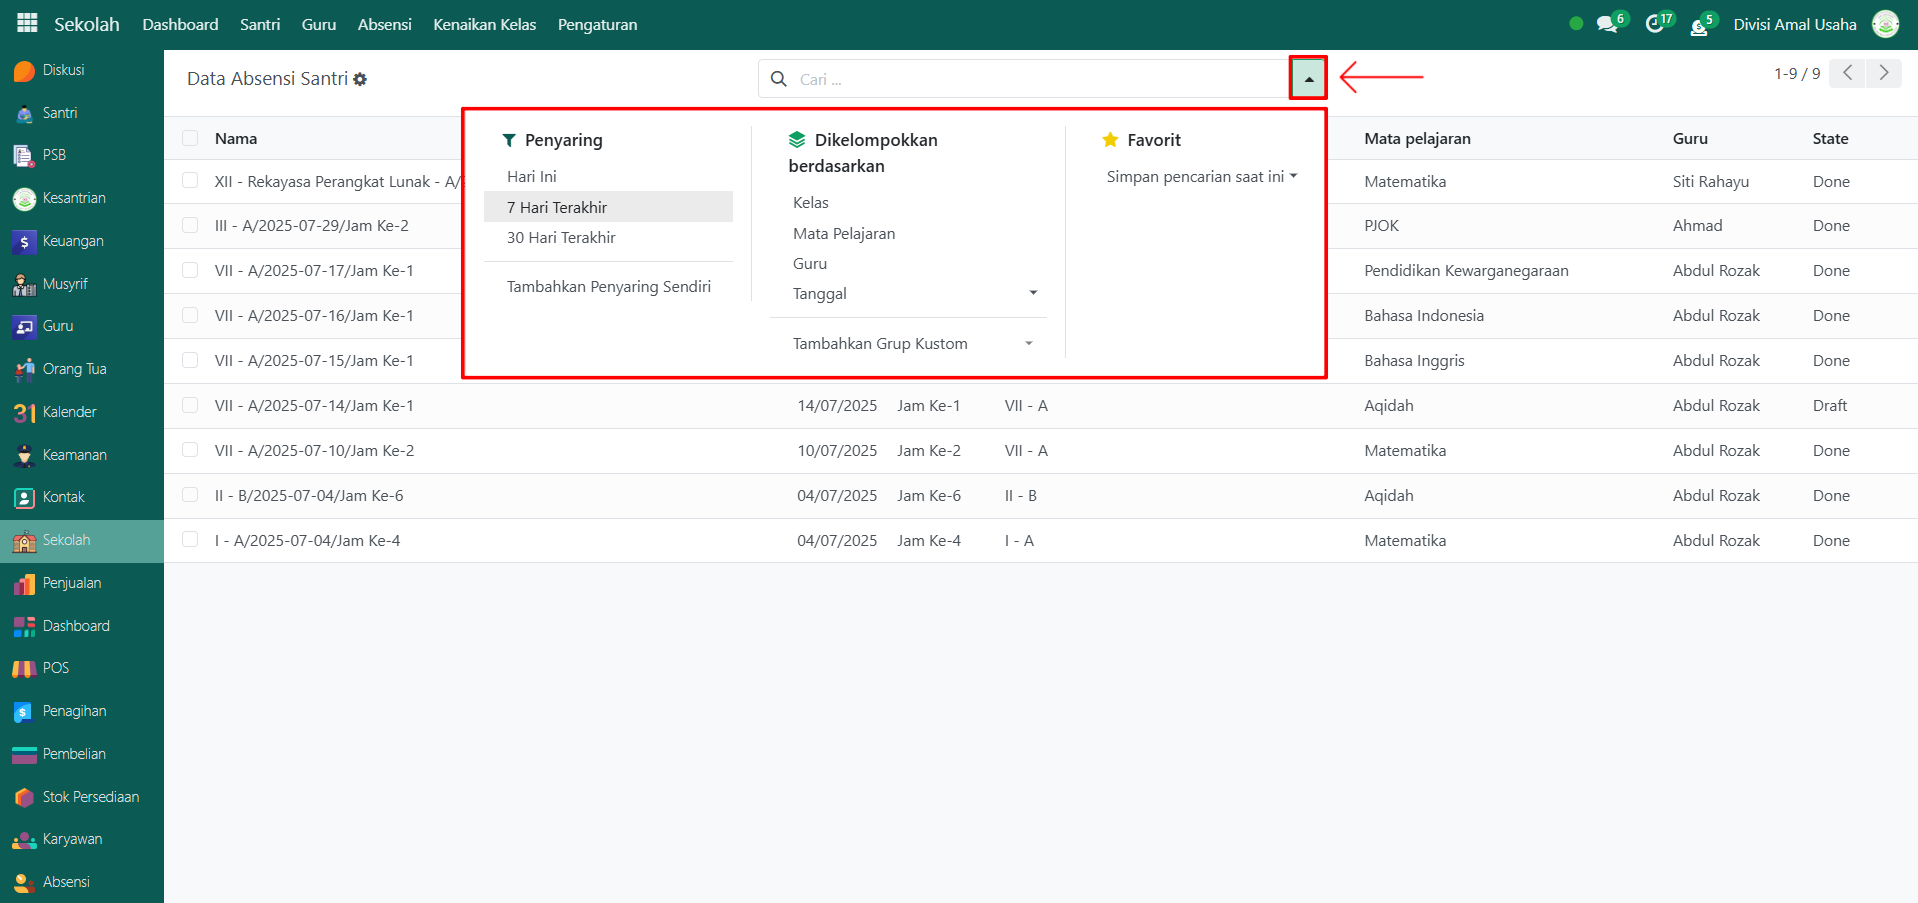 Sekolah Dashboard Santri Guru Absensi Kenaikan Kelas Pengaturan 6 17 5 Divisi Amal Usaha
Diskusi
Santri
PSB
Kesantrian
Keuangan
Musyrif
Guru
Orang Tua
31 Kalender
Keamanan
Kontak
Sekolah
Penjualan
Dashboard
POS
Penagihan
Pembelian
Stok Persediaan
Karyawan
Absensi
Data Absensi Santri Cari ... 1-9 / 9
Penyaring
Hari Ini
7 Hari Terakhir
30 Hari Terakhir
Tambahkan Penyaring Sendiri
Dikelompokkan
berdasarkan
Kelas
Mata Pelajaran
Guru
Tanggal
Tambahkan Grup Kustom
Favorit
Simpan pencarian saat ini
Nama Mata pelajaran Guru State
XII - Rekayasa Perangkat Lunak - A/ Matematika Siti Rahayu Done
III - A/2025-07-29/Jam Ke-2 PJOK Ahmad Done
VII - A/2025-07-17/Jam Ke-1 Pendidikan Kewarganegaraan Abdul Rozak Done
VII - A/2025-07-16/Jam Ke-1 Bahasa Indonesia Abdul Rozak Done
VII - A/2025-07-15/Jam Ke-1 Bahasa Inggris Abdul Rozak Done
VII - A/2025-07-14/Jam Ke-1 14/07/2025 Jam Ke-1 VII - A Aqidah Abdul Rozak Draft
VII - A/2025-07-10/Jam Ke-2 10/07/2025 Jam Ke-2 VII - A Matematika Abdul Rozak Done
II - B/2025-07-04/Jam Ke-6 04/07/2025 Jam Ke-6 II - B Aqidah Abdul Rozak Done
I - A/2025-07-04/Jam Ke-4 04/07/2025 Jam Ke-4 I - A Matematika Abdul Rozak Done